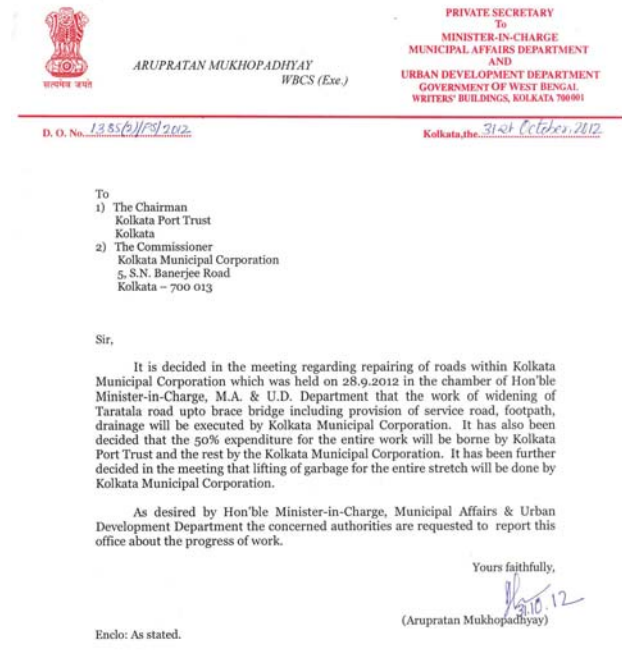 PRIVATE SECRETARY
To
MINISTER-IN-CHARGE
MUNICIPAL AFFAIRS DEPARTMENT
AND
URBAN DEVELOPMENT DEPARTMENT
GOVERNMENT OF WEST BENGAL
WRITERS' BUILDINGS, KOLKATA 700001
ARUPRATAN MUKHOPADHYAY
WBCS (Exe.)
सत्यमेव जयते
D. O. No. 1385(2)/PS/2012
Kolkata,the 31st October, 2012
To
1) The Chairman
Kolkata Port Trust
Kolkata
2) The Commissioner
Kolkata Municipal Corporation
5, S.N. Banerjee Road
Kolkata – 700 013
Sir,
It is decided in the meeting regarding repairing of roads within Kolkata
Municipal Corporation which was held on 28.9.2012 in the chamber of Hon'ble
Minister-in-Charge, M.A. & U.D. Department that the work of widening of
Taratala road upto brace bridge including provision of service road, footpath,
drainage will be executed by Kolkata Municipal Corporation. It has also been
decided that the 50% expenditure for the entire work will be borne by Kolkata
Port Trust and the rest by the Kolkata Municipal Corporation. It has been further
decided in the meeting that lifting of garbage for the entire stretch will be done by
Kolkata Municipal Corporation.
As desired by Hon'ble Minister-in-Charge, Municipal Affairs & Urban
Development Department the concerned authorities are requested to report this
office about the progress of work.
Yours faithfully,
31.10.12
(Arupratan Mukhopadhyay)
Enclo: As stated.